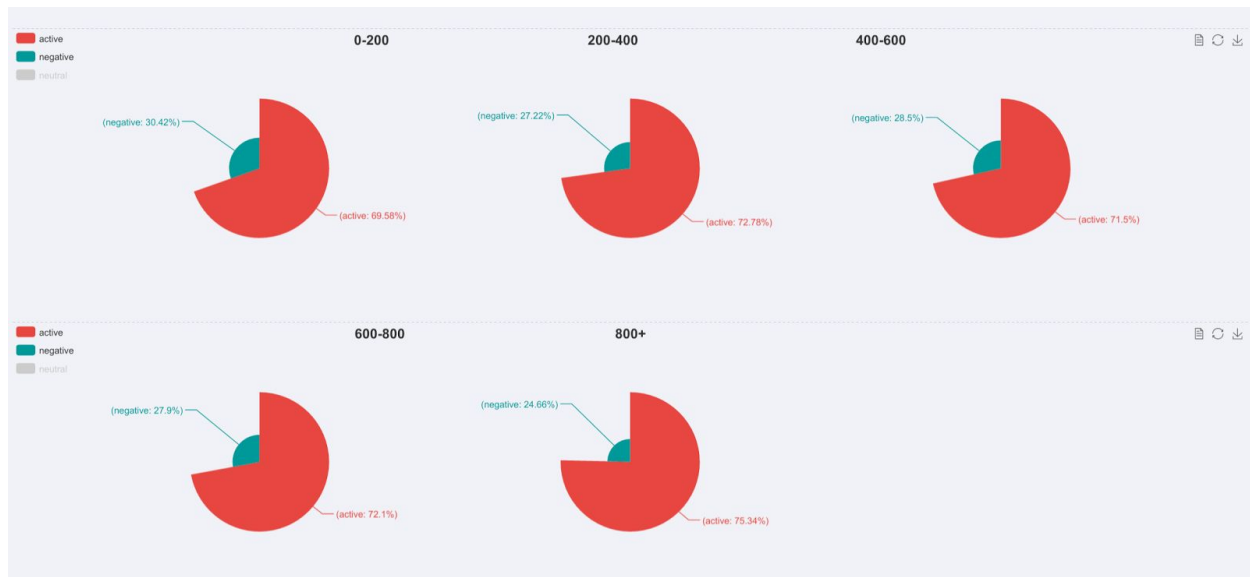 active
negative
neutral
0-200
200-400
400-600
(negative: 30.42%)
(active: 69.58%)
(negative: 27.22%)
(active: 72.78%)
(negative: 28.5%)
(active: 71.5%)
active
negative
neutral
600-800
800+
(negative: 27.9%)
(active: 72.1%)
(negative: 24.66%)
(active: 75.34%)